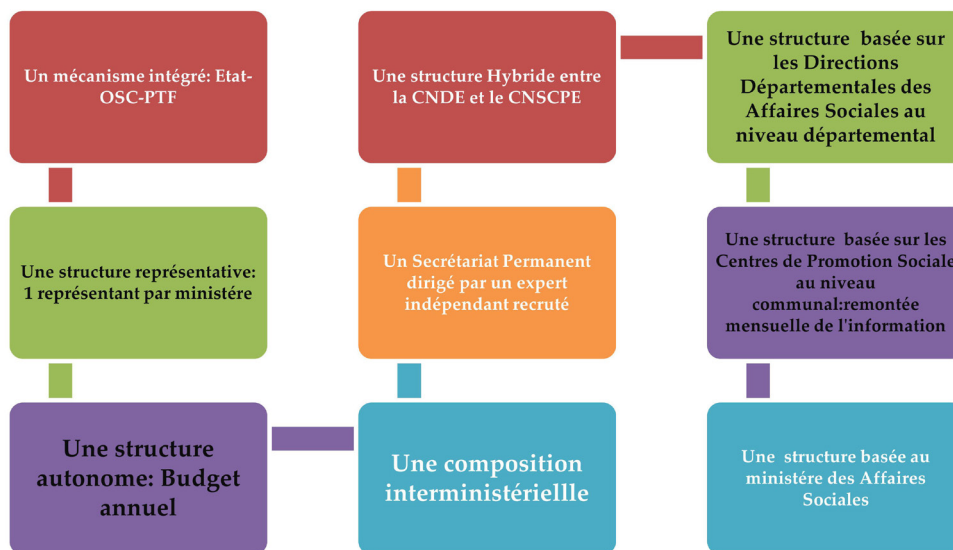 Un mécanisme intégré: Etat-
OSC-PTF
Une structure représentative:
1 représentant par ministére
Une structure
autonome: Budget
annuel
Une composition
interministériellle
Un Secrétariat Permanent
dirigé par un expert
indépendant recruté
Une structure Hybride entre
la CNDE et le CNSCPE
Une structure basée sur
les Directions
Départementales des
Affaires Sociales au
niveau départemental
Une structure basée sur les
Centres de Promotion Sociale
au niveau
communal:remontée
mensuelle de l'information
Une structure basée au
ministére des Affaires
Sociales